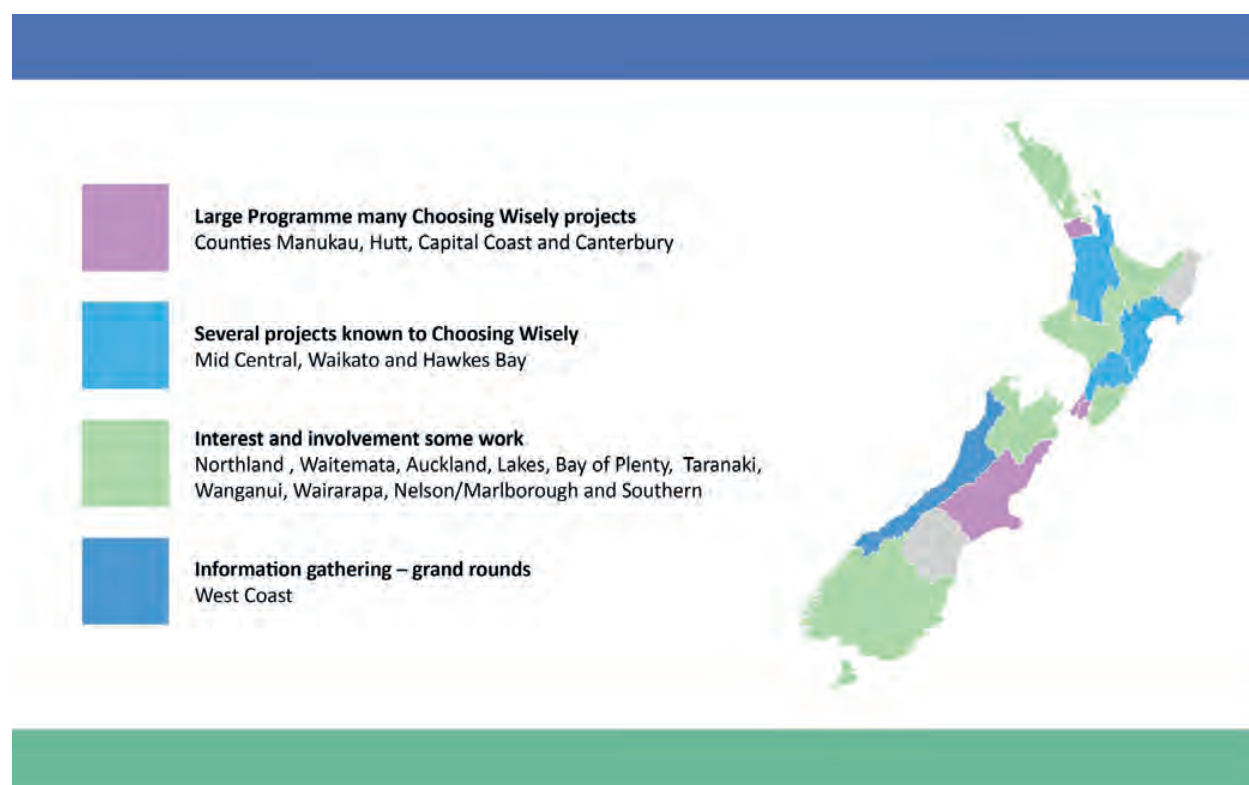 Large Programme many Choosing Wisely projects
Counties Manukau, Hutt, Capital Coast and Canterbury
Several projects known to Choosing Wisely
Mid Central, Waikato and Hawkes Bay
Interest and involvement some work
Northland , Waitemata, Auckland, Lakes, Bay of Plenty, Taranaki,
Wanganui, Wairarapa, Nelson/Marlborough and Southern
Information gathering – grand rounds
West Coast